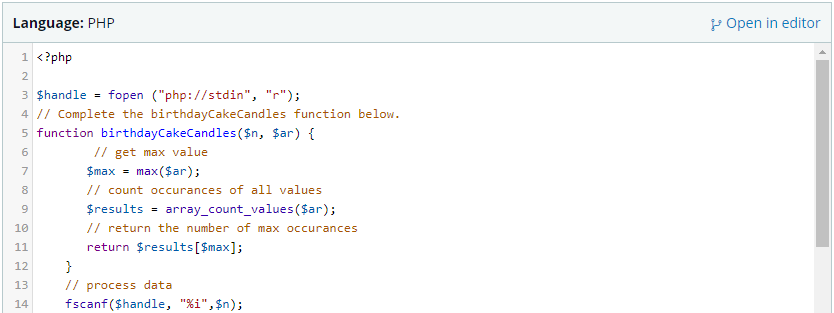 Language: PHP Open in editor
1 <?php
2
3 $handle = fopen ("php://stdin", "r");
4 // Complete the birthdayCakeCandles function below.
5 function birthdayCakeCandles($n, $ar) {
6 // get max value
7 $max = max($ar);
8 // count occurances of all values
9 $results = array_count_values($ar);
10 // return the number of max occurances
11 return $results[$max];
12 }
13 // process data
14 fscanf($handle, "%i",$n);